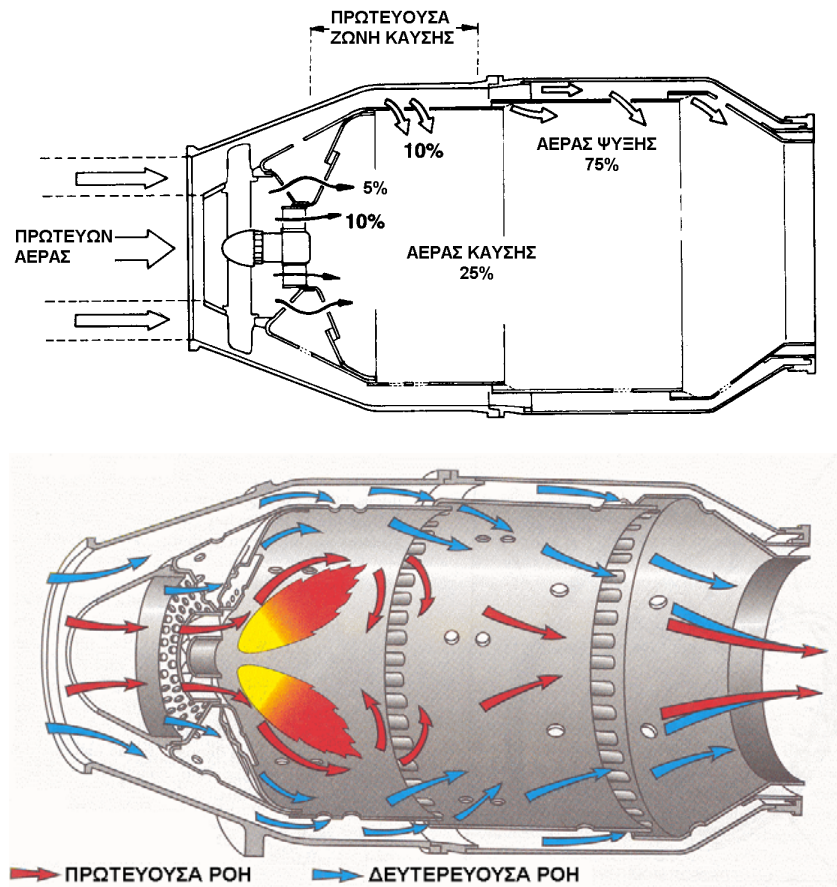 ΠΡΩΤΕΥΟΥΣΑ
ΖΩΝΗ ΚΑΥΣΗΣ
10%
ΑΕΡΑΣ ΨΥΞΗΣ
75%
5%
10%
ΠΡΩΤΕΥΩΝ
ΑΕΡΑΣ
ΑΕΡΑΣ ΚΑΥΣΗΣ
25%
ΠΡΩΤΕΥΟΥΣΑ ΡΟΗ
ΔΕΥΤΕΡΕΥΟΥΣΑ ΡΟΗ